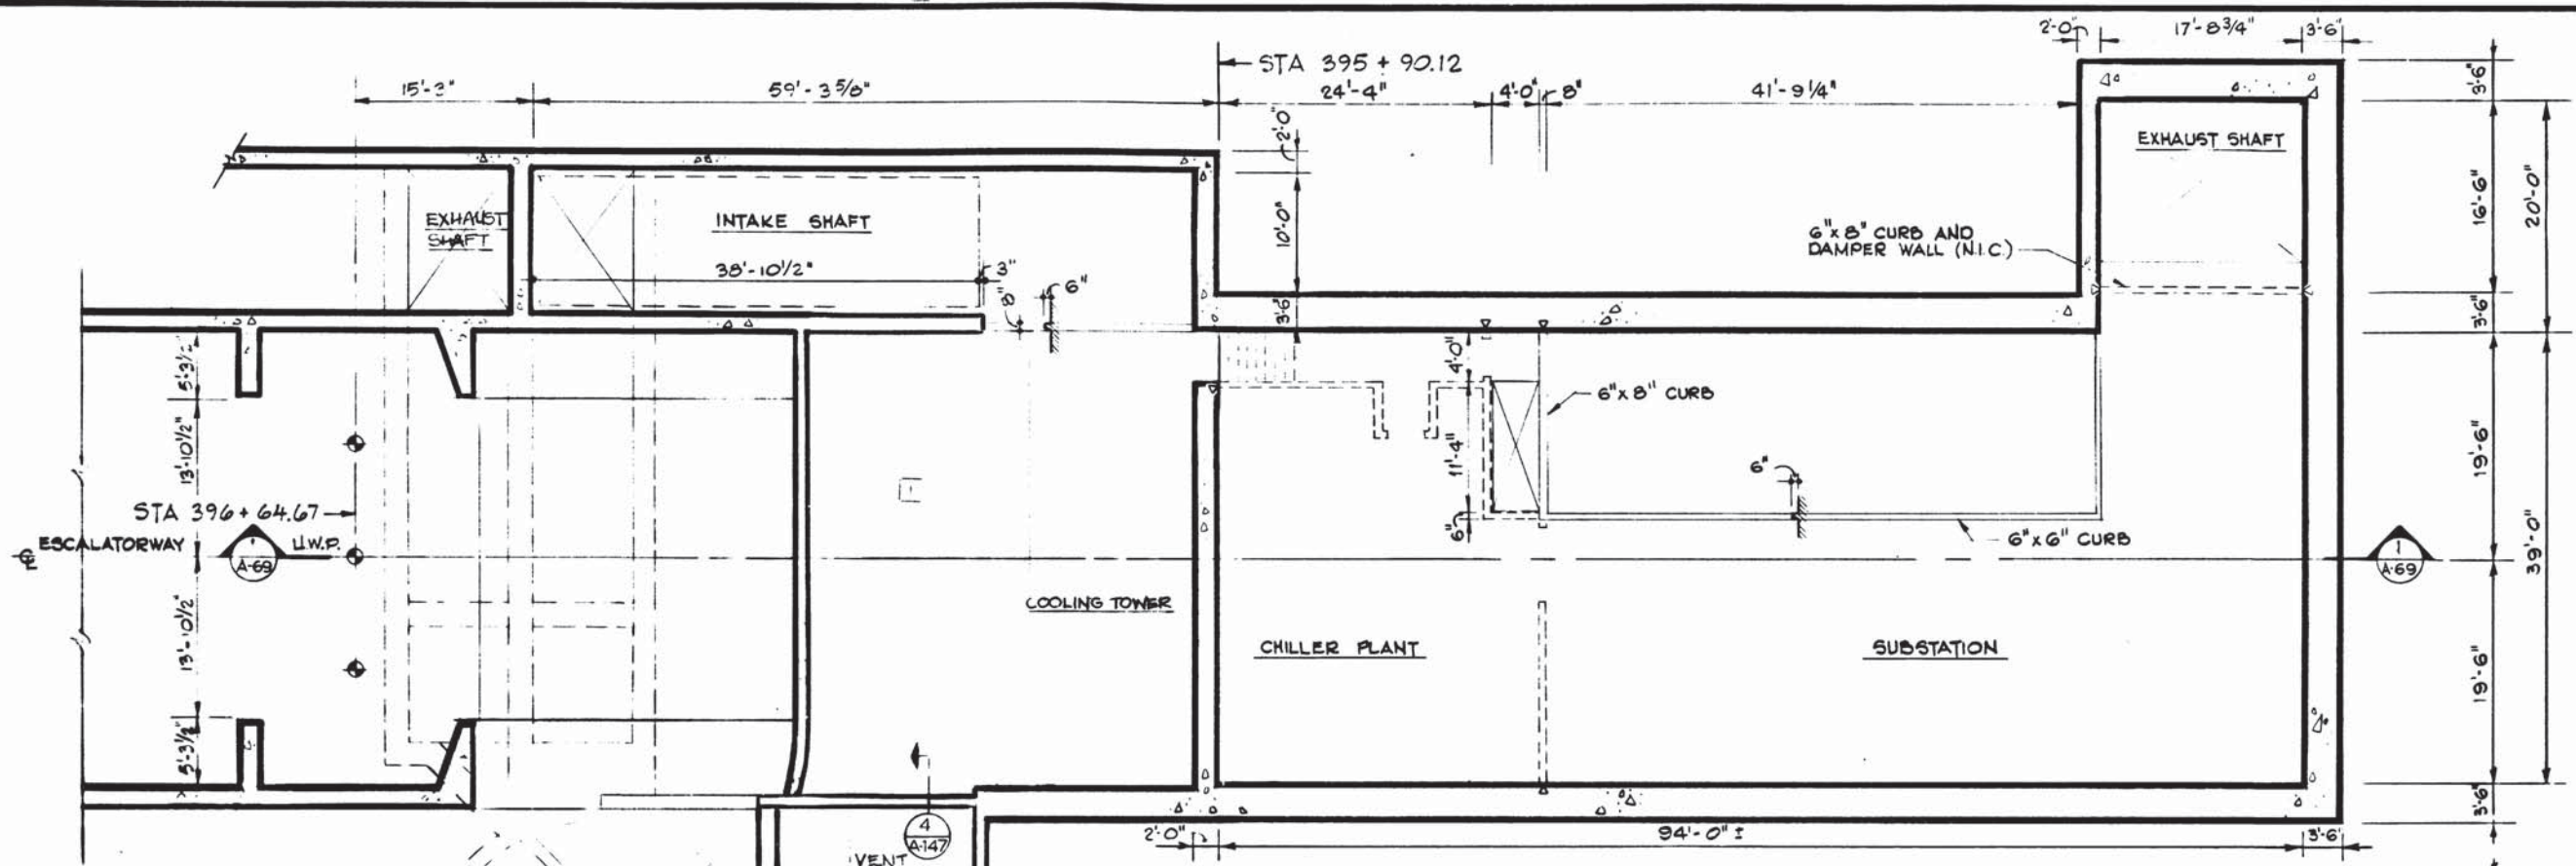 2'-0"
17'-8 3/4"
3'-6"
STA 395 + 90.12
15'-3"
59'-3 5/8"
24'-4"
4'-0"
8"
41'-9 1/4"
3'-6"
2'-0"
EXHAUST SHAFT
EXHAUST
SHAFT
INTAKE SHAFT
10'-0"
16'-6"
20'-0"
6"x 8" CURB AND
DAMPER WALL (N.I.C.)
38'-10 1/2"
3"
6"
8"
3'-6"
3'-6"
5'-3 1/2"
4'-0"
6"x 8" CURB
13'-10 1/2"
11'-4"
6"
19'-6"
STA 396 + 64.67
℄ ESCALATORWAY
1
A-69
U.W.P.
6"
6"x 6" CURB
39'-0"
1
A-69
13'-10 1/2"
COOLING TOWER
CHILLER PLANT
SUBSTATION
19'-6"
5'-3 1/2"
4
A-147
VENT
2'-0"
94'-0" ±
3'-6"
3'-6"